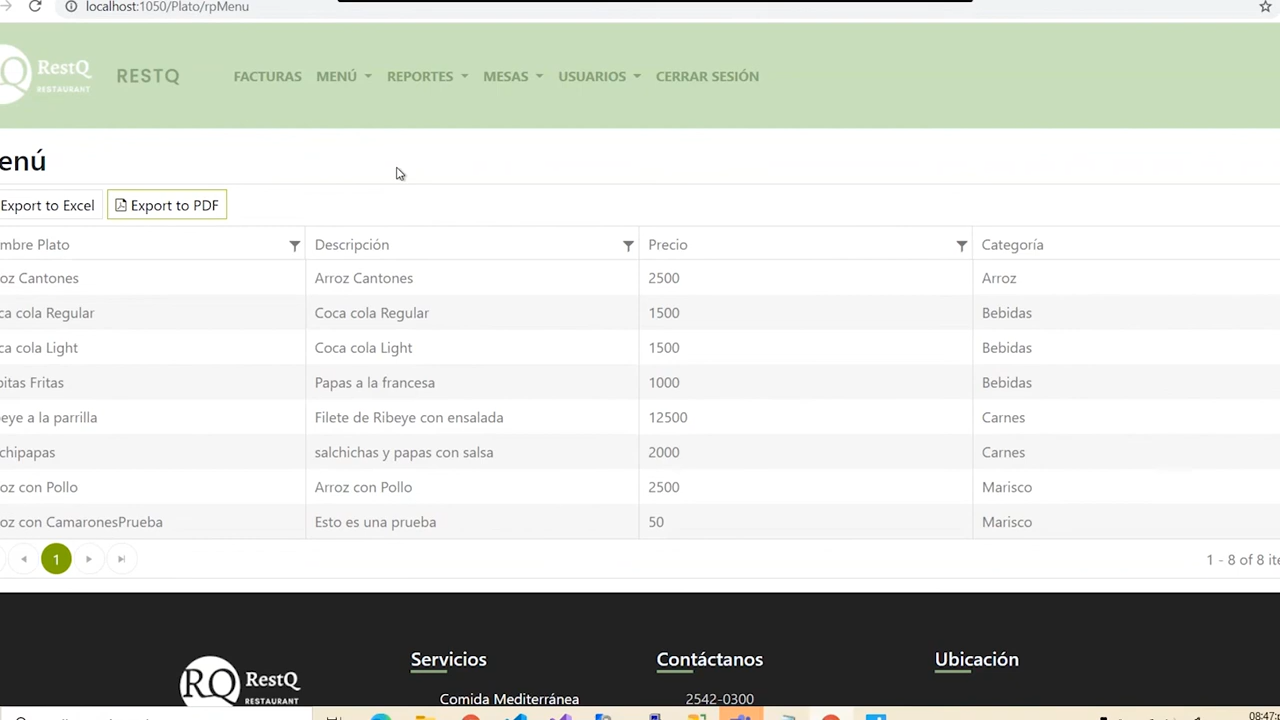 localhost:1050/Plato/rpMenu
RestQ
RESTAURANT
RESTQ
FACTURAS MENÚ REPORTES MESAS USUARIOS CERRAR SESIÓN
enú
Export to Excel Export to PDF
mbre Plato Descripción Precio Categoría
oz Cantones Arroz Cantones 2500 Arroz
ca cola Regular Coca cola Regular 1500 Bebidas
ca cola Light Coca cola Light 1500 Bebidas
pitas Fritas Papas a la francesa 1000 Bebidas
eye a la parrilla Filete de Ribeye con ensalada 12500 Carnes
chipapas salchichas y papas con salsa 2000 Carnes
oz con Pollo Arroz con Pollo 2500 Marisco
oz con CamaronesPrueba Esto es una prueba 50 Marisco
1 1 - 8 of 8 ite
RQ RestQ
RESTAURANT
Servicios Contáctanos Ubicación
Comida Mediterránea 2542-0300
08:47